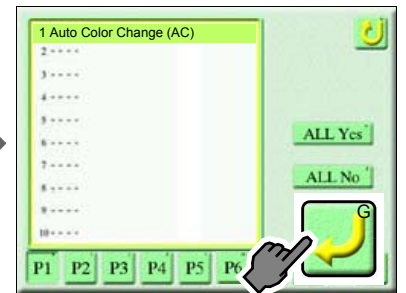 1 Auto Color Change (AC)
2 - - - -
3 - - - -
4 - - - -
5 - - - -
6 - - - -
7 - - - -
8 - - - -
9 - - - -
10 - - - -
ALL Yes
ALL No
G
P1 P2 P3 P4 P5 P6